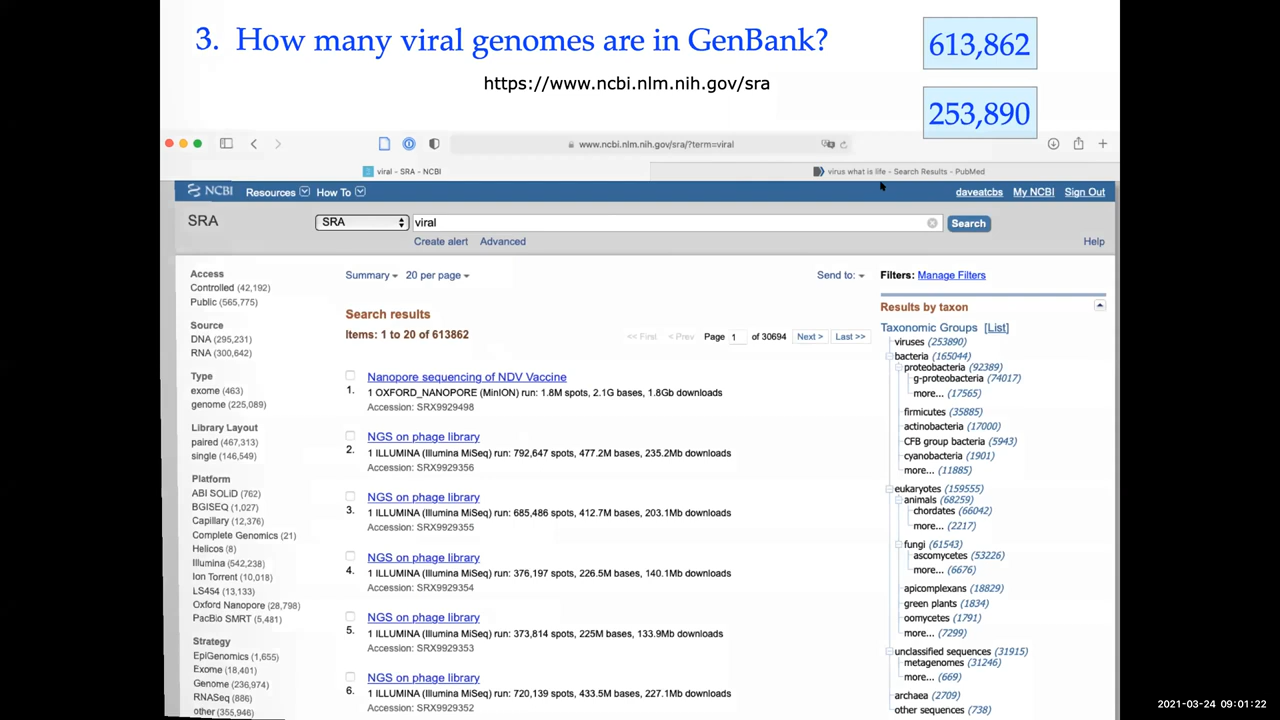 3. How many viral genomes are in GenBank?
613,862
https://www.ncbi.nlm.nih.gov/sra
253,890
www.ncbi.nlm.nih.gov/sra/?term=viral
viral - SRA - NCBI
virus what is life - Search Results - PubMed
NCBI Resources How To
daveatcbs My NCBI Sign Out
SRA
SRA
viral
Search
Create alert Advanced
Help
Access
Controlled (42,192)
Public (565,775)
Source
DNA (295,231)
RNA (300,642)
Type
exome (463)
genome (225,089)
Library Layout
paired (467,313)
single (146,549)
Platform
ABI SOLiD (762)
BGISEQ (1,027)
Capillary (12,376)
Complete Genomics (21)
Helicos (8)
Illumina (542,238)
Ion Torrent (10,018)
LS454 (13,133)
Oxford Nanopore (28,798)
PacBio SMRT (5,481)
Strategy
EpiGenomics (1,655)
Exome (18,401)
Genome (236,974)
RNASeq (886)
other (355,946)
Summary 20 per page
Send to:
Search results
Items: 1 to 20 of 613862
<< First < Prev Page 1 of 30694 Next > Last >>
Nanopore sequencing of NDV Vaccine
1. 1 OXFORD_NANOPORE (MinION) run: 1.8M spots, 2.1G bases, 1.8Gb downloads
Accession: SRX9929498
NGS on phage library
2. 1 ILLUMINA (Illumina MiSeq) run: 792,647 spots, 477.2M bases, 235.2Mb downloads
Accession: SRX9929356
NGS on phage library
3. 1 ILLUMINA (Illumina MiSeq) run: 685,486 spots, 412.7M bases, 203.1Mb downloads
Accession: SRX9929355
NGS on phage library
4. 1 ILLUMINA (Illumina MiSeq) run: 376,197 spots, 226.5M bases, 140.1Mb downloads
Accession: SRX9929354
NGS on phage library
5. 1 ILLUMINA (Illumina MiSeq) run: 373,814 spots, 225M bases, 133.9Mb downloads
Accession: SRX9929353
NGS on phage library
6. 1 ILLUMINA (Illumina MiSeq) run: 720,139 spots, 433.5M bases, 227.1Mb downloads
Accession: SRX9929352
Filters: Manage Filters
Results by taxon
Taxonomic Groups [List]
viruses (253890)
bacteria (165044)
proteobacteria (92389)
g-proteobacteria (74017)
more... (17565)
firmicutes (35885)
actinobacteria (17000)
CFB group bacteria (5943)
cyanobacteria (1901)
more... (11885)
eukaryotes (159555)
animals (68259)
chordates (66042)
more... (2217)
fungi (61543)
ascomycetes (53226)
more... (6676)
apicomplexans (18829)
green plants (1834)
oomycetes (1791)
more... (7299)
unclassified sequences (31915)
metagenomes (31246)
more... (669)
archaea (2709)
other sequences (738)
2021-03-24 09:01:22